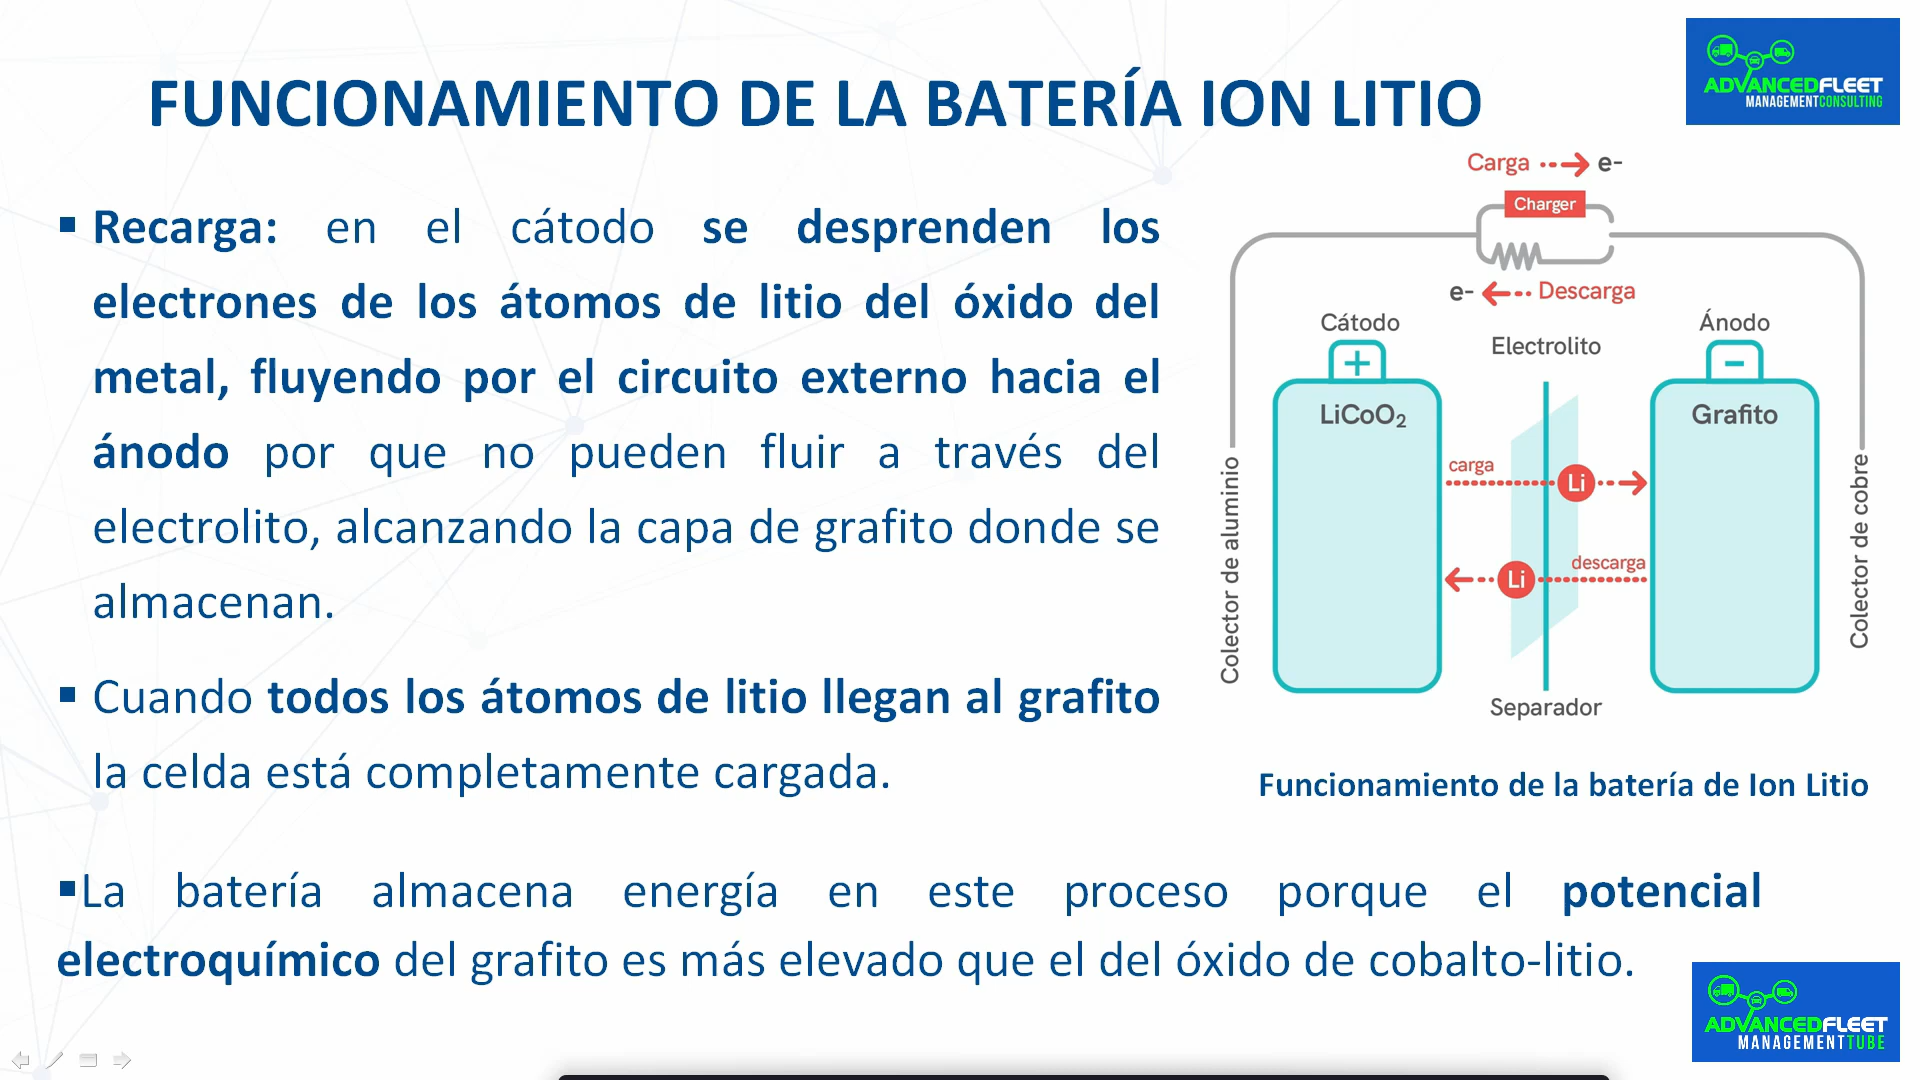 FUNCIONAMIENTO DE LA BATERÍA ION LITIO
ADVANCEDFLEET
MANAGEMENTCONSULTING
▪ Recarga: en el cátodo se desprenden los
electrones de los átomos de litio del óxido del
metal, fluyendo por el circuito externo hacia el
ánodo por que no pueden fluir a través del
electrolito, alcanzando la capa de grafito donde se
almacenan.
▪ Cuando todos los átomos de litio llegan al grafito
la celda está completamente cargada.
▪La batería almacena energía en este proceso porque el potencial
electroquímico del grafito es más elevado que el del óxido de cobalto-litio.
Carga e-
Charger
e- Descarga
Cátodo
Electrolito
Ánodo
+
-
LiCoO₂
Grafito
carga
Li
descarga
Li
Colector de aluminio
Colector de cobre
Separador
Funcionamiento de la batería de Ion Litio
ADVANCEDFLEET
MANAGEMENTTUBE